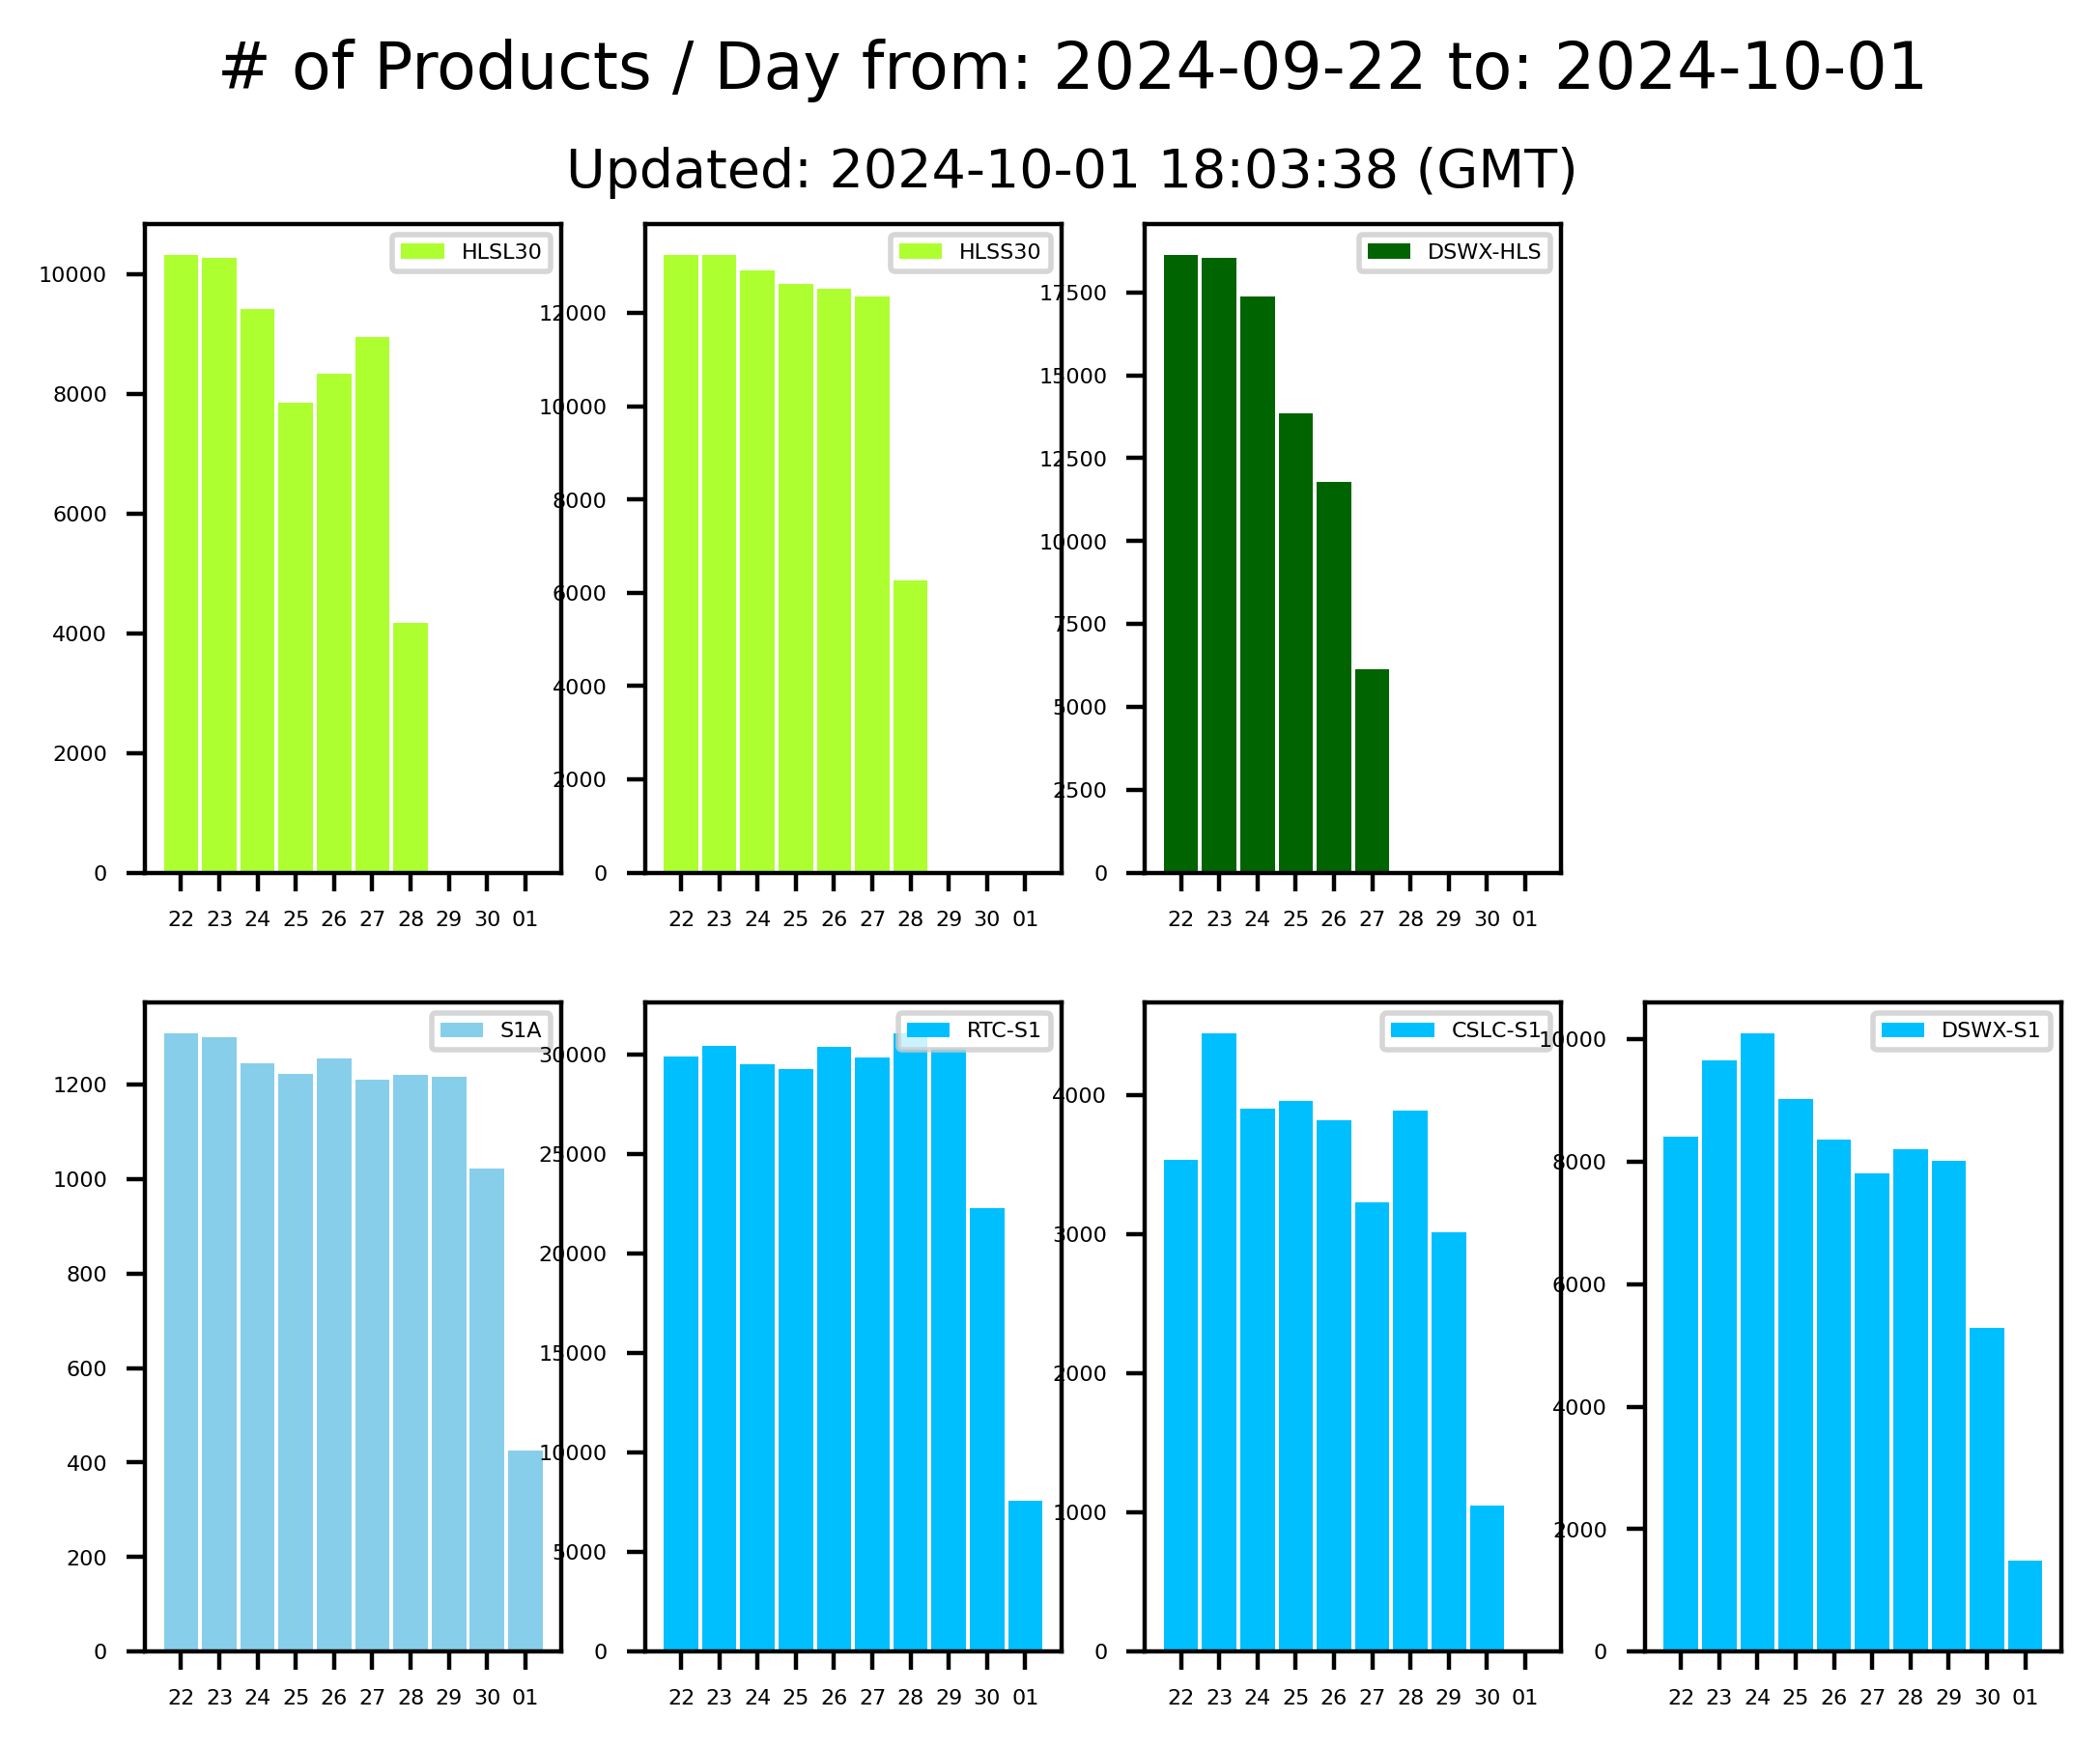 # of Products / Day from: 2024-09-22 to: 2024-10-01
Updated: 2024-10-01 18:03:38 (GMT)
HLSL30
10000
8000
6000
4000
2000
0
22 23 24 25 26 27 28 29 30 01
HLSS30
12000
10000
8000
6000
4000
2000
0
22 23 24 25 26 27 28 29 30 01
DSWX-HLS
17500
15000
12500
10000
7500
5000
2500
0
22 23 24 25 26 27 28 29 30 01
S1A
1200
1000
800
600
400
200
0
22 23 24 25 26 27 28 29 30 01
RTC-S1
30000
25000
20000
15000
10000
5000
0
22 23 24 25 26 27 28 29 30 01
CSLC-S1
4000
3000
2000
1000
0
22 23 24 25 26 27 28 29 30 01
DSWX-S1
10000
8000
6000
4000
2000
0
22 23 24 25 26 27 28 29 30 01